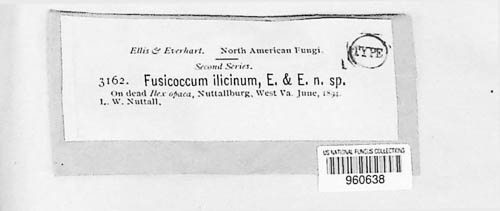 Ellis & Everhart. North American Fungi.
TYPE
Second Series.
3162. Fusicoccum ilicinum, E. & E. n. sp.
On dead Ilex opaca, Nuttallburg, West Va. June, 1894.
L. W. Nuttall.
US NATIONAL FUNGUS COLLECTIONS
960638